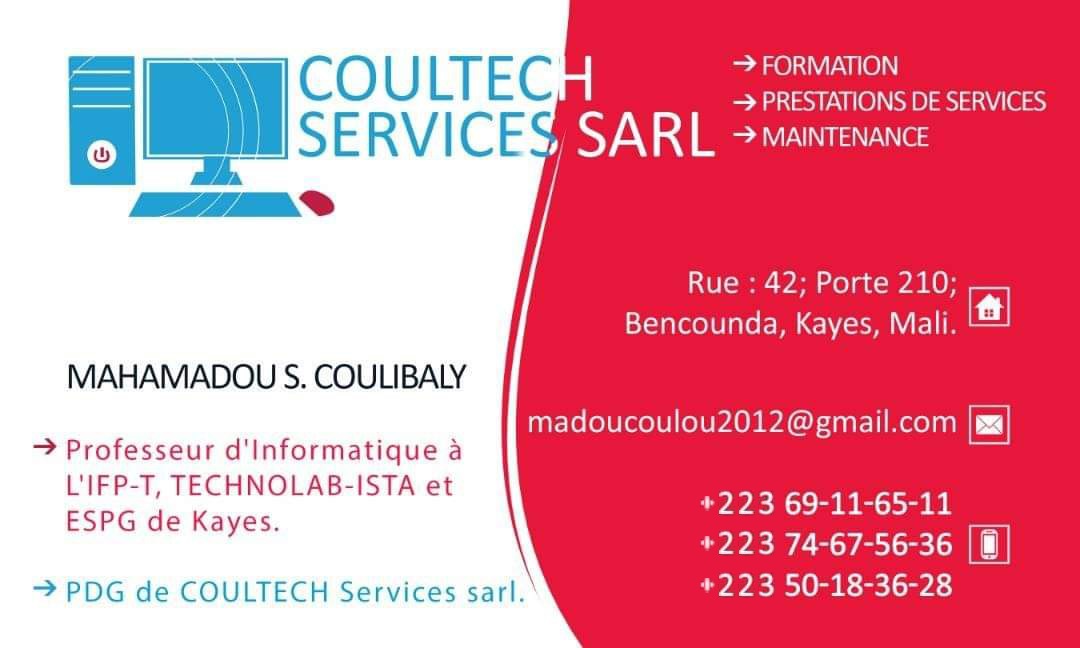 COULTECH
SERVICES SARL
FORMATION
PRESTATIONS DE SERVICES
MAINTENANCE
Rue : 42; Porte 210;
Bencounda, Kayes, Mali.
MAHAMADOU S. COULIBALY
madoucoulou2012@gmail.com
Professeur d'Informatique à
L'IFP-T, TECHNOLAB-ISTA et
ESPG de Kayes.
+223 69-11-65-11
+223 74-67-56-36
+223 50-18-36-28
PDG de COULTECH Services sarl.